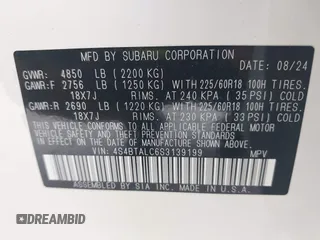 MFD BY SUBARU CORPORATION 08/24
GVWR: 4850 LB (2200 KG)
GAWR:F 2756 LB (1250 KG) WITH 225/60R18 100H TIRES.
18X7J RIMS. AT 240 KPA (35 PSI) COLD
GAWR:R 2690 LB (1220 KG) WITH 225/60R18 100H TIRES.
18X7J RIMS. AT 230 KPA (33 PSI) COLD
THIS VEHICLE CONFORMS TO ALL APPLICABLE
FEDERAL MOTOR VEHICLE SAFETY AND THEFT PREVENTION STANDARDS
IN EFFECT ON THE DATE OF MANUFACTURE SHOWN ABOVE.
VIN: 4S4BTALC6S3139199 MPV
ASSEMBLED BY SIA INC. MADE IN U.S.A.
AUTOBIDMASTER